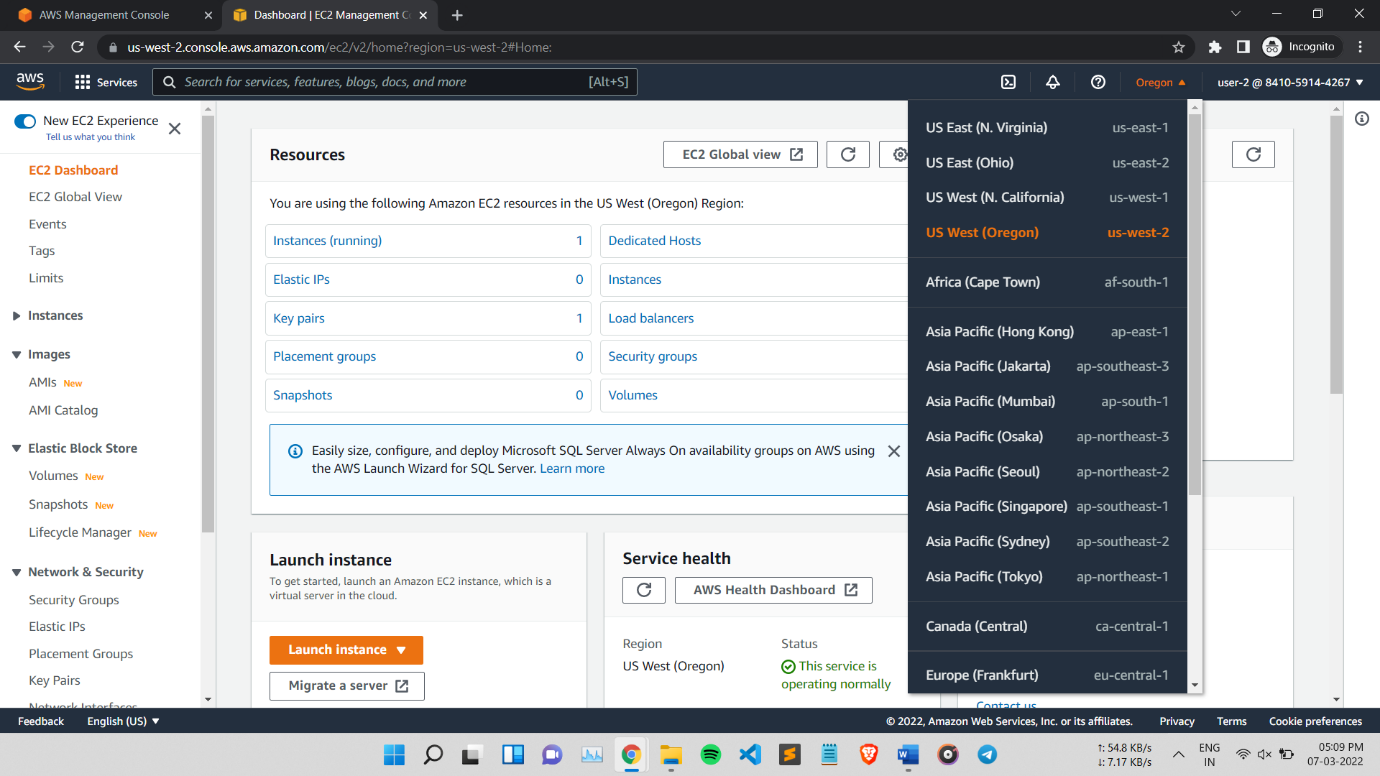 AWS Management Console
Dashboard | EC2 Management C
us-west-2.console.aws.amazon.com/ec2/v2/home?region=us-west-2#Home:
Incognito
aws
Services
Search for services, features, blogs, docs, and more [Alt+S]
Oregon
user-2 @ 8410-5914-4267
New EC2 Experience
Tell us what you think
EC2 Dashboard
EC2 Global View
Events
Tags
Limits
Instances
Images
AMIs New
AMI Catalog
Elastic Block Store
Volumes New
Snapshots New
Lifecycle Manager New
Network & Security
Security Groups
Elastic IPs
Placement Groups
Key Pairs
Network Interfaces
Resources
EC2 Global view
You are using the following Amazon EC2 resources in the US West (Oregon) Region:
Instances (running) 1
Dedicated Hosts
Elastic IPs 0
Instances
Key pairs 1
Load balancers
Placement groups 0
Security groups
Snapshots 0
Volumes
Easily size, configure, and deploy Microsoft SQL Server Always On availability groups on AWS using
the AWS Launch Wizard for SQL Server. Learn more
Launch instance
To get started, launch an Amazon EC2 instance, which is a
virtual server in the cloud.
Launch instance
Migrate a server
Service health
AWS Health Dashboard
Region
US West (Oregon)
Status
This service is
operating normally
US East (N. Virginia) us-east-1
US East (Ohio) us-east-2
US West (N. California) us-west-1
US West (Oregon) us-west-2
Africa (Cape Town) af-south-1
Asia Pacific (Hong Kong) ap-east-1
Asia Pacific (Jakarta) ap-southeast-3
Asia Pacific (Mumbai) ap-south-1
Asia Pacific (Osaka) ap-northeast-3
Asia Pacific (Seoul) ap-northeast-2
Asia Pacific (Singapore) ap-southeast-1
Asia Pacific (Sydney) ap-southeast-2
Asia Pacific (Tokyo) ap-northeast-1
Canada (Central) ca-central-1
Europe (Frankfurt) eu-central-1
Contact us
Feedback
English (US)
© 2022, Amazon Web Services, Inc. or its affiliates.
Privacy
Terms
Cookie preferences
↑: 54.8 KB/s
↓: 7.17 KB/s
ENG
IN
05:09 PM
07-03-2022